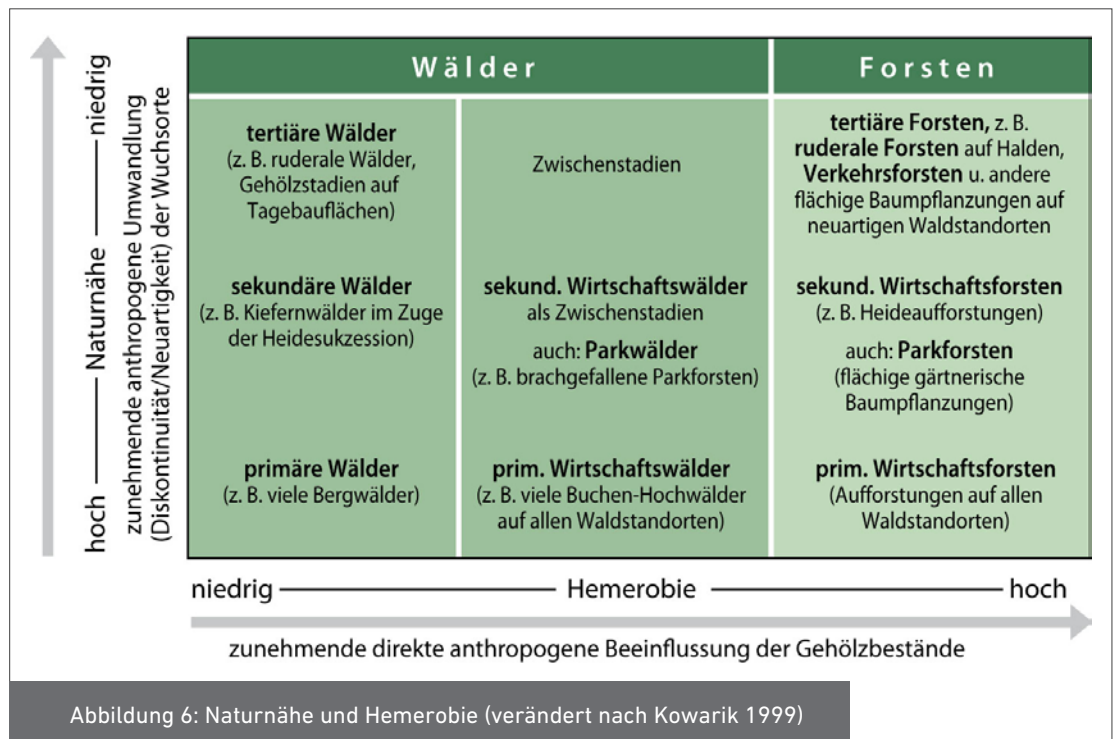 Wälder
Forsten
niedrig
Naturnähe
hoch
zunehmende anthropogene Umwandlung
(Diskontinuität/Neuartigkeit) der Wuchsorte
tertiäre Wälder
(z. B. ruderale Wälder,
Gehölzstadien auf
Tagebauflächen)
Zwischenstadien
tertiäre Forsten, z. B.
ruderale Forsten auf Halden,
Verkehrsforsten u. andere
flächige Baumpflanzungen auf
neuartigen Waldstandorten
sekundäre Wälder
(z. B. Kiefernwälder im Zuge
der Heidesukzession)
sekund. Wirtschaftswälder
als Zwischenstadien
auch: Parkwälder
(z. B. brachgefallene Parkforsten)
sekund. Wirtschaftsforsten
(z. B. Heideaufforstungen)
auch: Parkforsten
(flächige gärtnerische
Baumpflanzungen)
primäre Wälder
(z. B. viele Bergwälder)
prim. Wirtschaftswälder
(z. B. viele Buchen-Hochwälder
auf allen Waldstandorten)
prim. Wirtschaftsforsten
(Aufforstungen auf allen
Waldstandorten)
niedrig
Hemerobie
hoch
zunehmende direkte anthropogene Beeinflussung der Gehölzbestände
Abbildung 6: Naturnähe und Hemerobie (verändert nach Kowarik 1999)